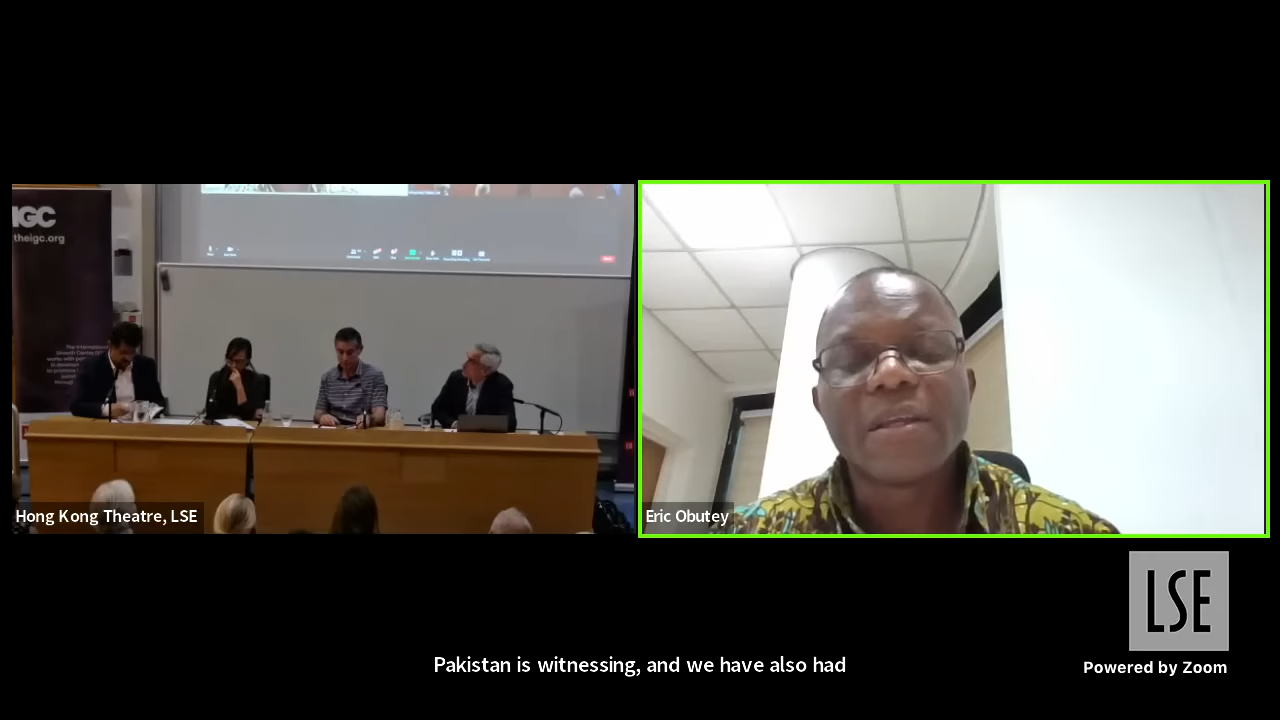 IGC
theigc.org
Hong Kong Theatre, LSE
Eric Obutey
LSE
Pakistan is witnessing, and we have also had
Powered by Zoom